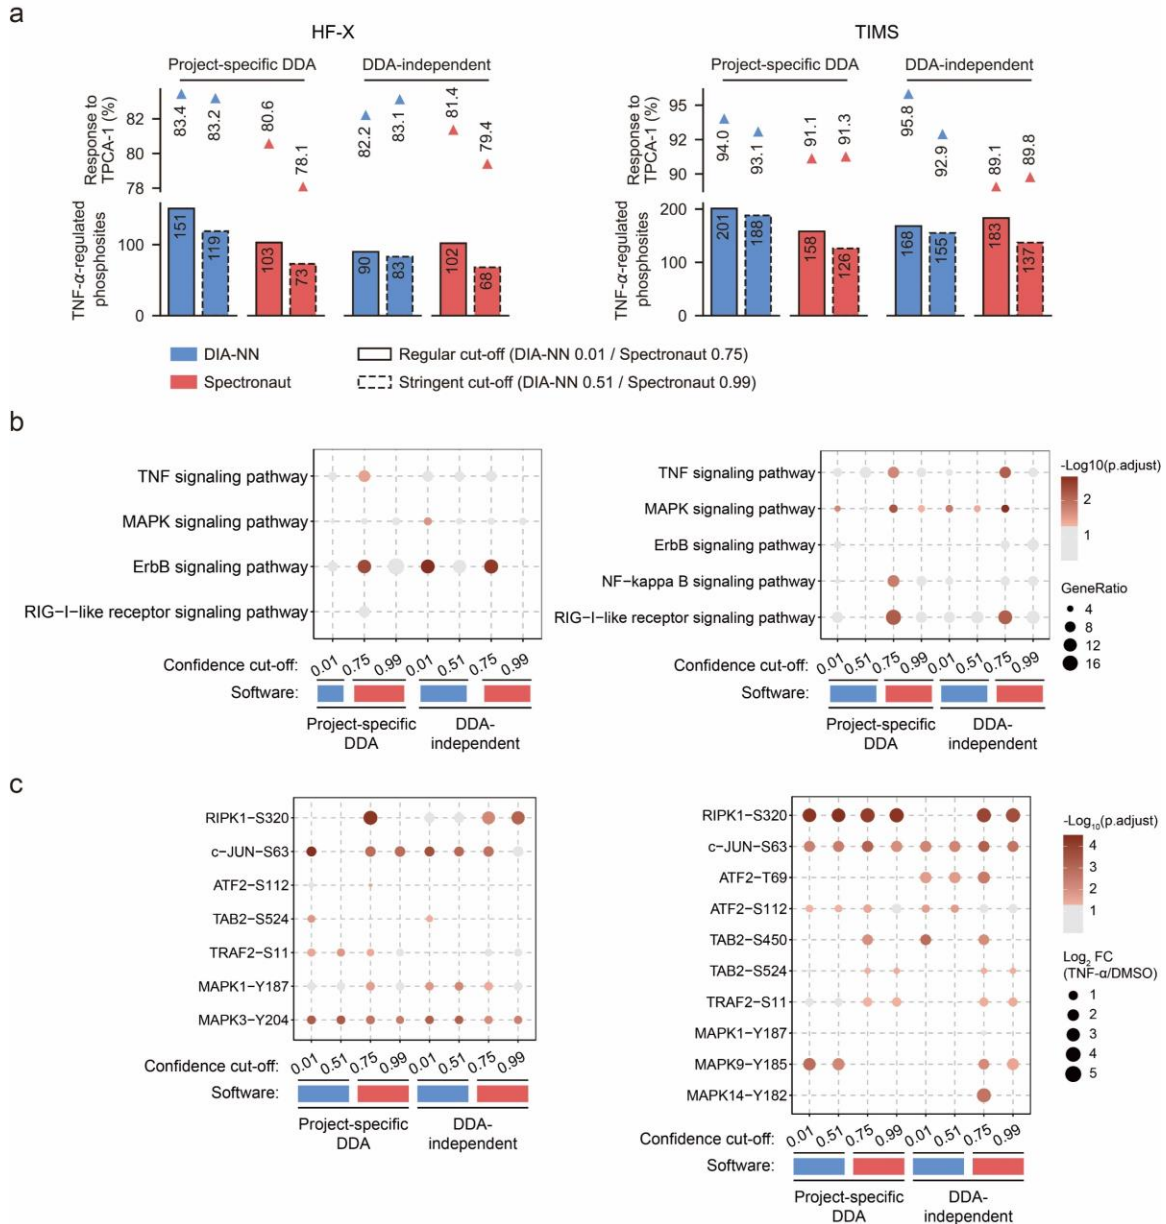 a
HF-X
TIMS
Project-specific DDA
DDA-independent
Project-specific DDA
DDA-independent
Response to
TPCA-1 (%)
82
80
78
83.4
83.2
80.6
78.1
82.2
83.1
81.4
79.4
Response to
TPCA-1 (%)
95
92
90
94.0
93.1
91.1
91.3
95.8
92.9
89.1
89.8
TNF-α-regulated
phosphosites
100
0
151
119
103
73
90
83
102
68
TNF-α-regulated
phosphosites
200
100
0
201
188
158
126
168
155
183
137
DIA-NN
Regular cut-off (DIA-NN 0.01 / Spectronaut 0.75)
Spectronaut
Stringent cut-off (DIA-NN 0.51 / Spectronaut 0.99)
b
TNF signaling pathway
MAPK signaling pathway
ErbB signaling pathway
RIG-I-like receptor signaling pathway
Confidence cut-off:
0.01 0.75 0.99 0.01 0.51 0.75 0.99
Software:
Project-specific
DDA
DDA-
independent
TNF signaling pathway
MAPK signaling pathway
ErbB signaling pathway
NF-kappa B signaling pathway
RIG-I-like receptor signaling pathway
Confidence cut-off:
0.01 0.51 0.75 0.99 0.01 0.51 0.75 0.99
Software:
Project-specific
DDA
DDA-
independent
-Log10(p.adjust)
2
1
GeneRatio
4
8
12
16
c
RIPK1-S320
c-JUN-S63
ATF2-S112
TAB2-S524
TRAF2-S11
MAPK1-Y187
MAPK3-Y204
Confidence cut-off:
0.01 0.51 0.75 0.99 0.01 0.51 0.75 0.99
Software:
Project-specific
DDA
DDA-
independent
RIPK1-S320
c-JUN-S63
ATF2-T69
ATF2-S112
TAB2-S450
TAB2-S524
TRAF2-S11
MAPK1-Y187
MAPK9-Y185
MAPK14-Y182
Confidence cut-off:
0.01 0.51 0.75 0.99 0.01 0.51 0.75 0.99
Software:
Project-specific
DDA
DDA-
independent
-Log₁₀(p.adjust)
4
3
2
1
Log₂ FC
(TNF-α/DMSO)
1
2
3
4
5